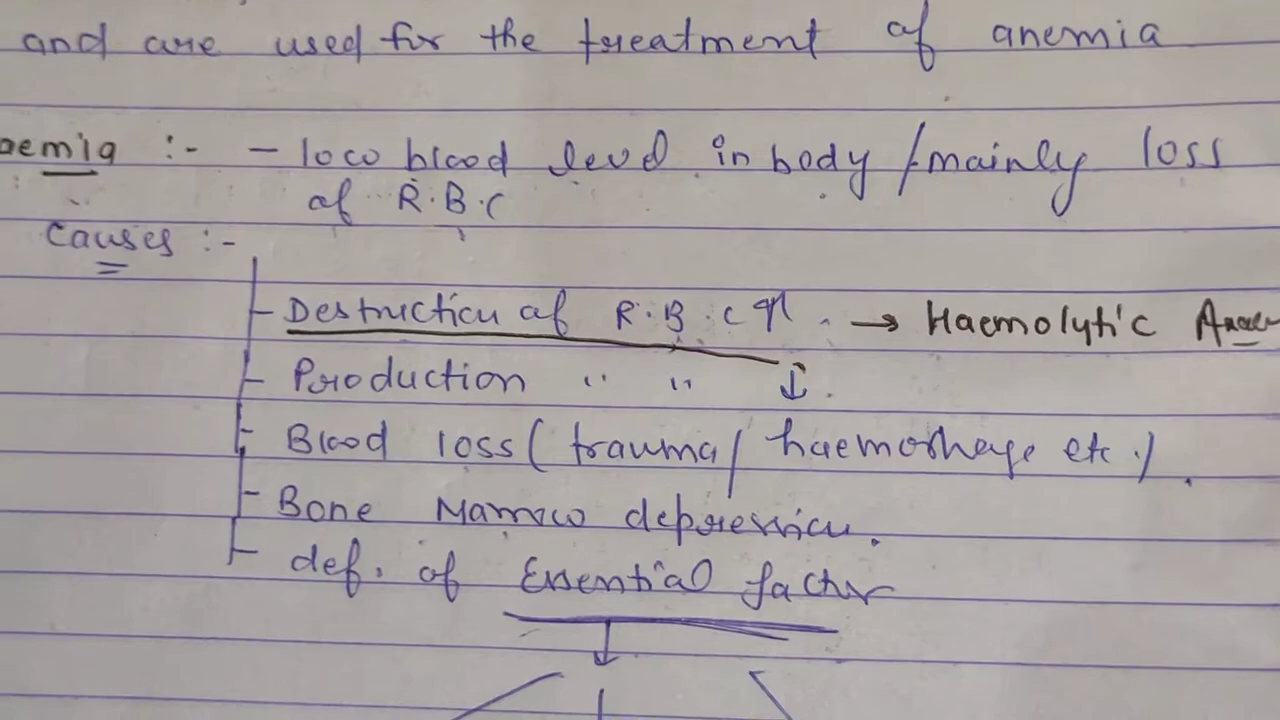 and are used for the treatment of anemia
aemia :- - low blood level in body / mainly loss
of R.B.C
Causes :-
- Destruction of R.B.C ↑. → Haemolytic
- Production " " ↓.
- Blood loss ( trauma / haemorhage etc.).
- Bone Marrow depression.
- def. of Essential factor
↓